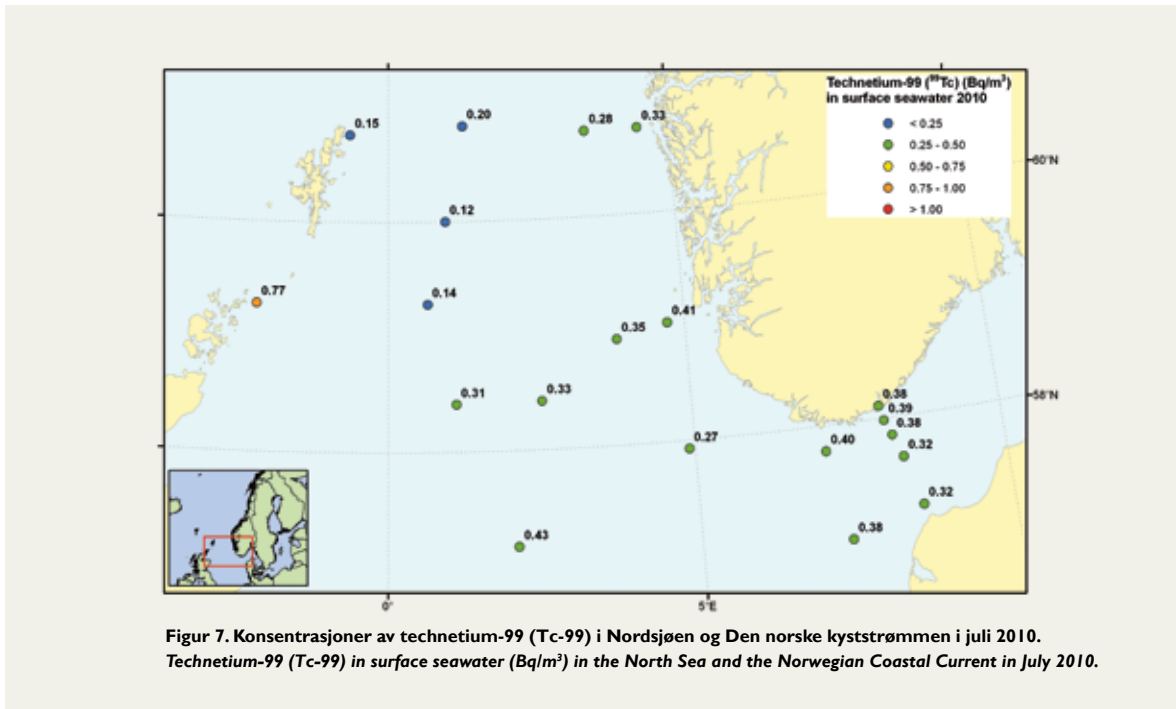 Technetium-99 (⁹⁹Tc) (Bq/m³)
in surface seawater 2010
< 0.25
0.25 - 0.50
0.50 - 0.75
0.75 - 1.00
> 1.00
0.15
0.20
0.28
0.33
60°N
0.12
0.77
0.14
0.41
0.35
0.31
0.33
0.38
58°N
0.39
0.38
0.27
0.40
0.32
0.32
0.43
0.38
0°
5°E
Figur 7. Konsentrasjoner av technetium-99 (Tc-99) i Nordsjøen og Den norske kyststrømmen i juli 2010.
Technetium-99 (Tc-99) in surface seawater (Bq/m³) in the North Sea and the Norwegian Coastal Current in July 2010.